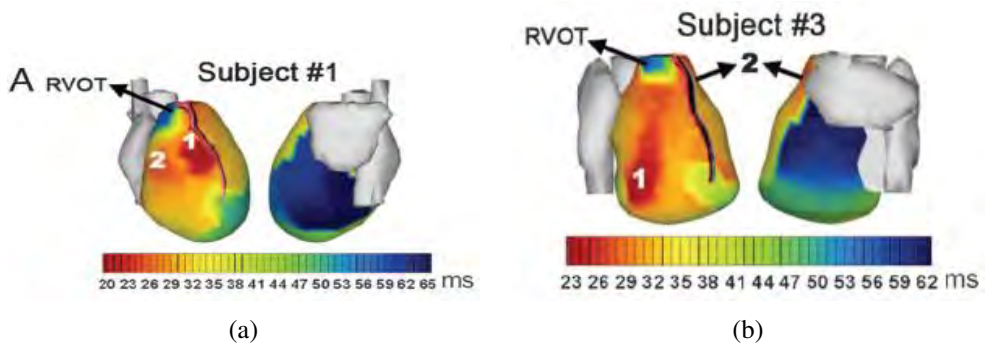 A RVOT
Subject #1
1
2
20 23 26 29 32 35 38 41 44 47 50 53 56 59 62 65 ms
(a)
RVOT
Subject #3
2
1
23 26 29 32 35 38 41 44 47 50 53 56 59 62 ms
(b)